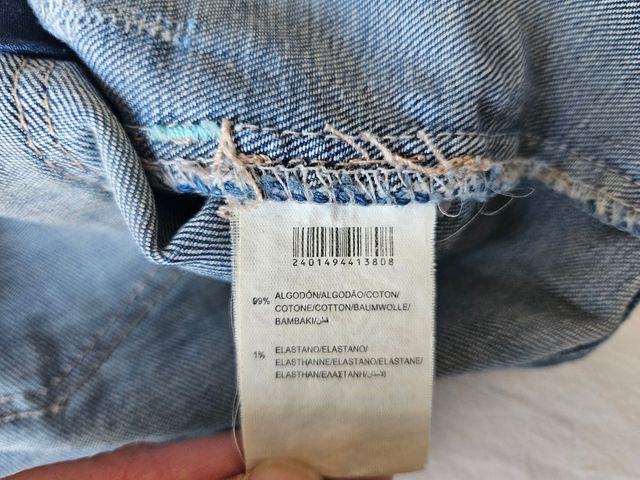 2401494413808
99% ALGODÓN/ALGODÃO/COTON/
COTONE/COTTON/BAUMWOLLE/
BAMBAKI/قطن
1% ELASTANO/ELASTANO/
ELASTHANNE/ELASTANO/ELASTANE/
ELASTHAN/ΕΛΑΣΤΑΝΗ/